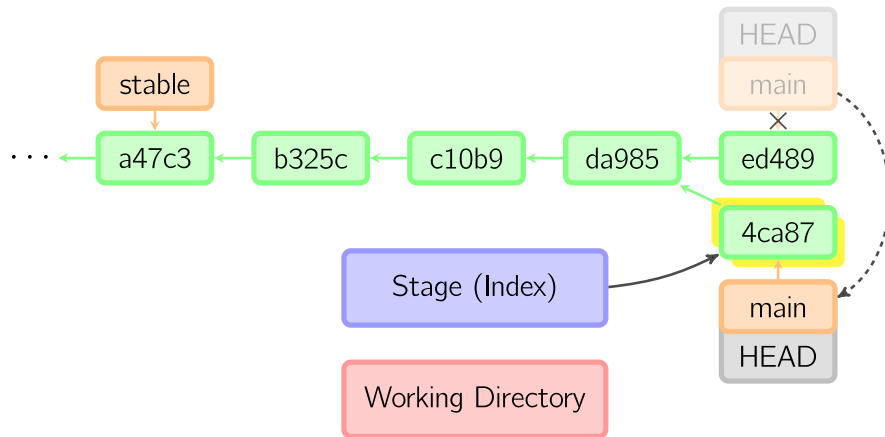 HEAD
stable
main
...
a47c3
b325c
c10b9
da985
ed489
4ca87
Stage (Index)
main
HEAD
Working Directory